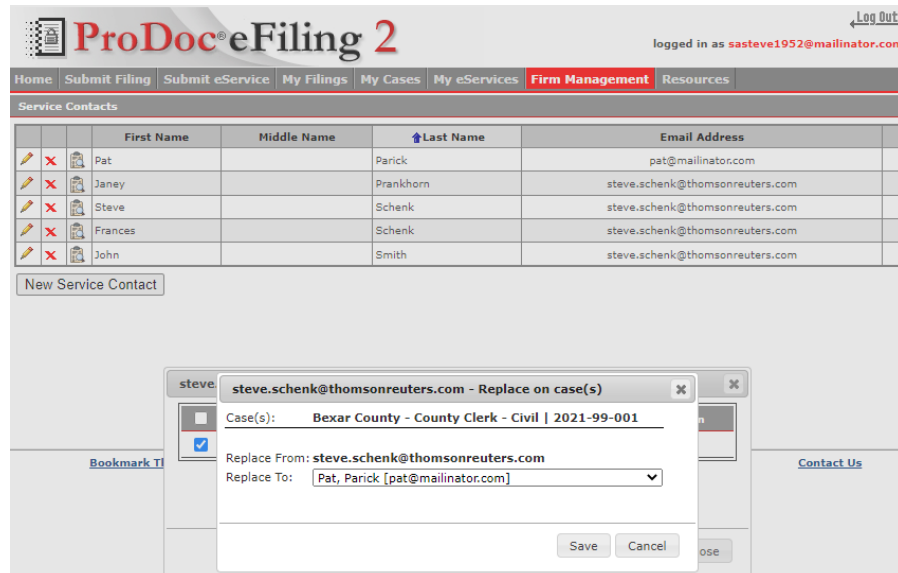 Log Out
ProDoc® eFiling 2
logged in as sasteve1952@mailinator.com
Home Submit Filing Submit eService My Filings My Cases My eServices Firm Management Resources
Service Contacts
First Name Middle Name Last Name Email Address
Pat Parick pat@mailinator.com
Janey Prankhorn steve.schenk@thomsonreuters.com
Steve Schenk steve.schenk@thomsonreuters.com
Frances Schenk steve.schenk@thomsonreuters.com
John Smith steve.schenk@thomsonreuters.com
New Service Contact
steve.
steve.schenk@thomsonreuters.com - Replace on case(s)
Case(s): Bexar County - County Clerk - Civil | 2021-99-001
Replace From: steve.schenk@thomsonreuters.com
Replace To: Pat, Parick [pat@mailinator.com]
Bookmark Contact Us
Save Cancel ose